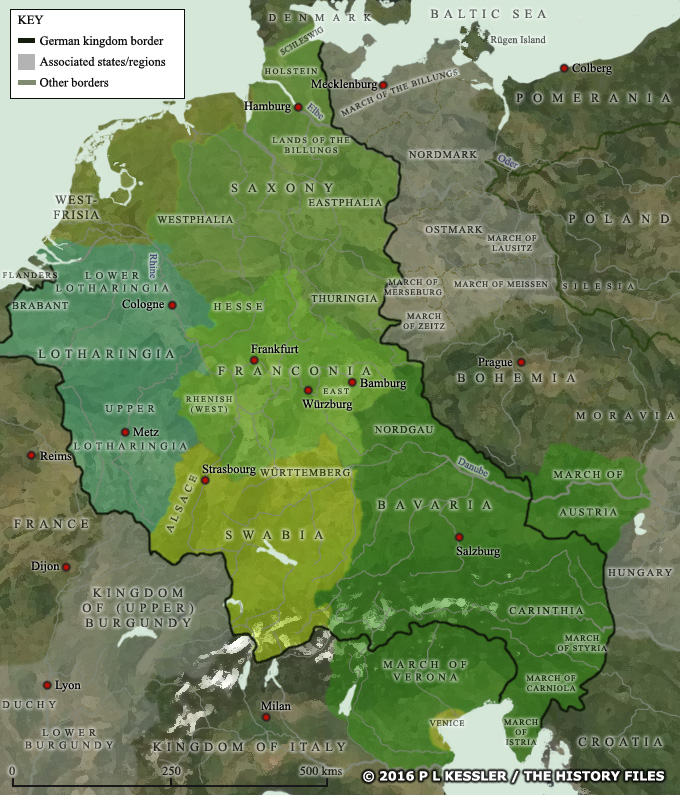 KEY
German kingdom border
Associated states/regions
Other borders
DENMARK
BALTIC SEA
SCHLESWIG
Rügen Island
HOLSTEIN
Mecklenburg
Colberg
MARCH OF THE BILLUNGS
POMERANIA
Hamburg
Elbe
LANDS OF THE
BILLUNGS
NORDMARK
Oder
SAXONY
WEST-
FRISIA
EASTPHALIA
WESTPHALIA
POLAND
OSTMARK
MARCH OF
LAUSITZ
Rhine
FLANDERS
LOWER
LOTHARINGIA
MARCH OF
MERSEBURG
MARCH OF MEISSEN
SILESIA
BRABANT
Cologne
HESSE
THURINGIA
MARCH
OF ZEITZ
LOTHARINGIA
Frankfurt
FRANCONIA
Prague
BOHEMIA
Bamburg
EAST
Würzburg
RHENISH
(WEST)
UPPER
LOTHARINGIA
Metz
MORAVIA
NORDGAU
Reims
Strasbourg
WÜRTTEMBERG
Danube
MARCH OF
AUSTRIA
ALSACE
BAVARIA
FRANCE
SWABIA
Salzburg
Dijon
HUNGARY
KINGDOM
OF (UPPER)
BURGUNDY
CARINTHIA
MARCH
OF STYRIA
MARCH OF
VERONA
MARCH OF
CARNIOLA
Lyon
DUCHY
Milan
VENICE
MARCH
OF
ISTRIA
LOWER
BURGUNDY
KINGDOM OF ITALY
CROATIA
0 250 500 kms
© 2016 P L KESSLER / THE HISTORY FILES